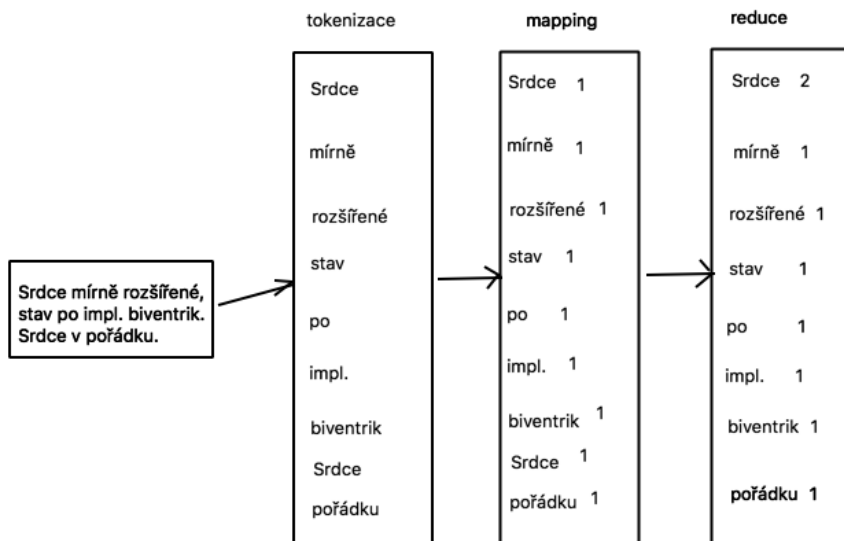 tokenizace
mapping
reduce
Srdce mírně rozšířené,
stav po impl. biventrik.
Srdce v pořádku.
Srdce
mírně
rozšířené
stav
po
impl.
biventrik
Srdce
pořádku
Srdce 1
mírně 1
rozšířené 1
stav 1
po 1
impl. 1
biventrik 1
Srdce 1
pořádku 1
Srdce 2
mírně 1
rozšířené 1
stav 1
po 1
impl. 1
biventrik 1
pořádku 1